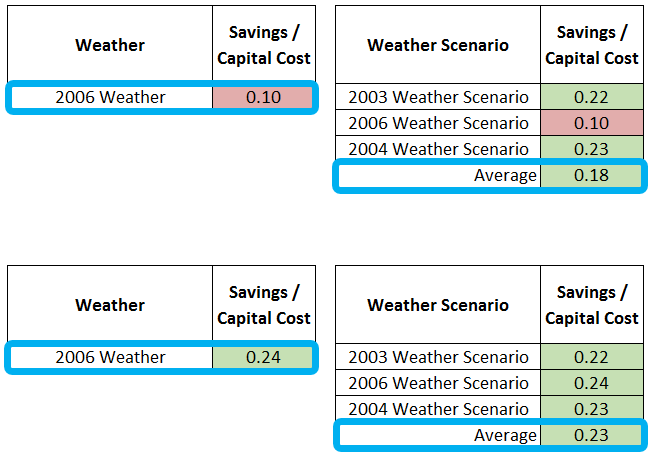 Weather
Savings /
Capital Cost
2006 Weather 0.10
Weather Scenario
Savings /
Capital Cost
2003 Weather Scenario 0.22
2006 Weather Scenario 0.10
2004 Weather Scenario 0.23
Average 0.18
Weather
Savings /
Capital Cost
2006 Weather 0.24
Weather Scenario
Savings /
Capital Cost
2003 Weather Scenario 0.22
2006 Weather Scenario 0.24
2004 Weather Scenario 0.23
Average 0.23